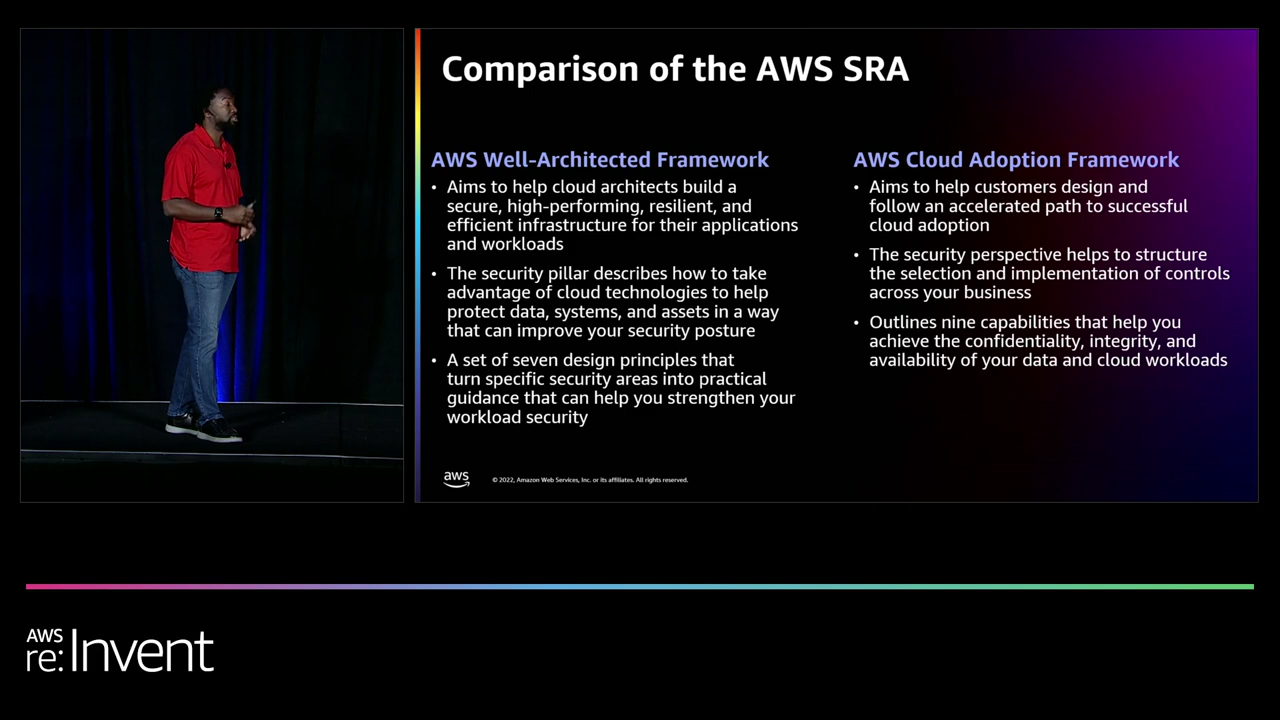 Comparison of the AWS SRA
AWS Well-Architected Framework
• Aims to help cloud architects build a
secure, high-performing, resilient, and
efficient infrastructure for their applications
and workloads
• The security pillar describes how to take
advantage of cloud technologies to help
protect data, systems, and assets in a way
that can improve your security posture
• A set of seven design principles that
turn specific security areas into practical
guidance that can help you strengthen your
workload security
AWS Cloud Adoption Framework
• Aims to help customers design and
follow an accelerated path to successful
cloud adoption
• The security perspective helps to structure
the selection and implementation of controls
across your business
• Outlines nine capabilities that help you
achieve the confidentiality, integrity, and
availability of your data and cloud workloads
aws
© 2022, Amazon Web Services, Inc. or its affiliates. All rights reserved.
AWS
re:Invent